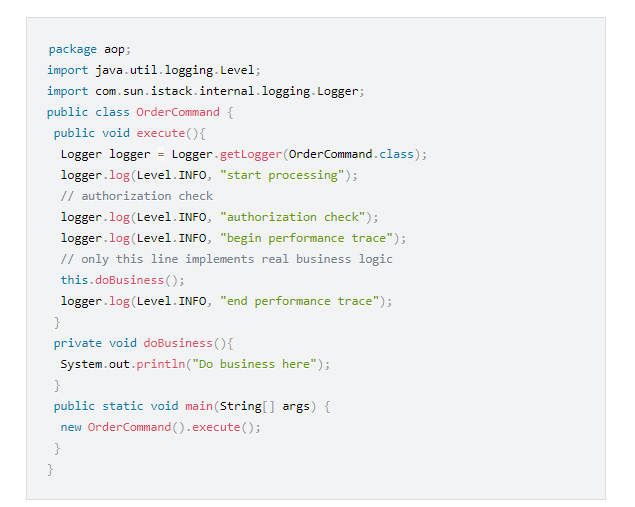 package aop;
import java.util.logging.Level;
import com.sun.istack.internal.logging.Logger;
public class OrderCommand {
public void execute(){
Logger logger = Logger.getLogger(OrderCommand.class);
logger.log(Level.INFO, "start processing");
// authorization check
logger.log(Level.INFO, "authorization check");
logger.log(Level.INFO, "begin performance trace");
// only this line implements real business logic
this.doBusiness();
logger.log(Level.INFO, "end performance trace");
}
private void doBusiness(){
System.out.println("Do business here");
}
public static void main(String[] args) {
new OrderCommand().execute();
}
}